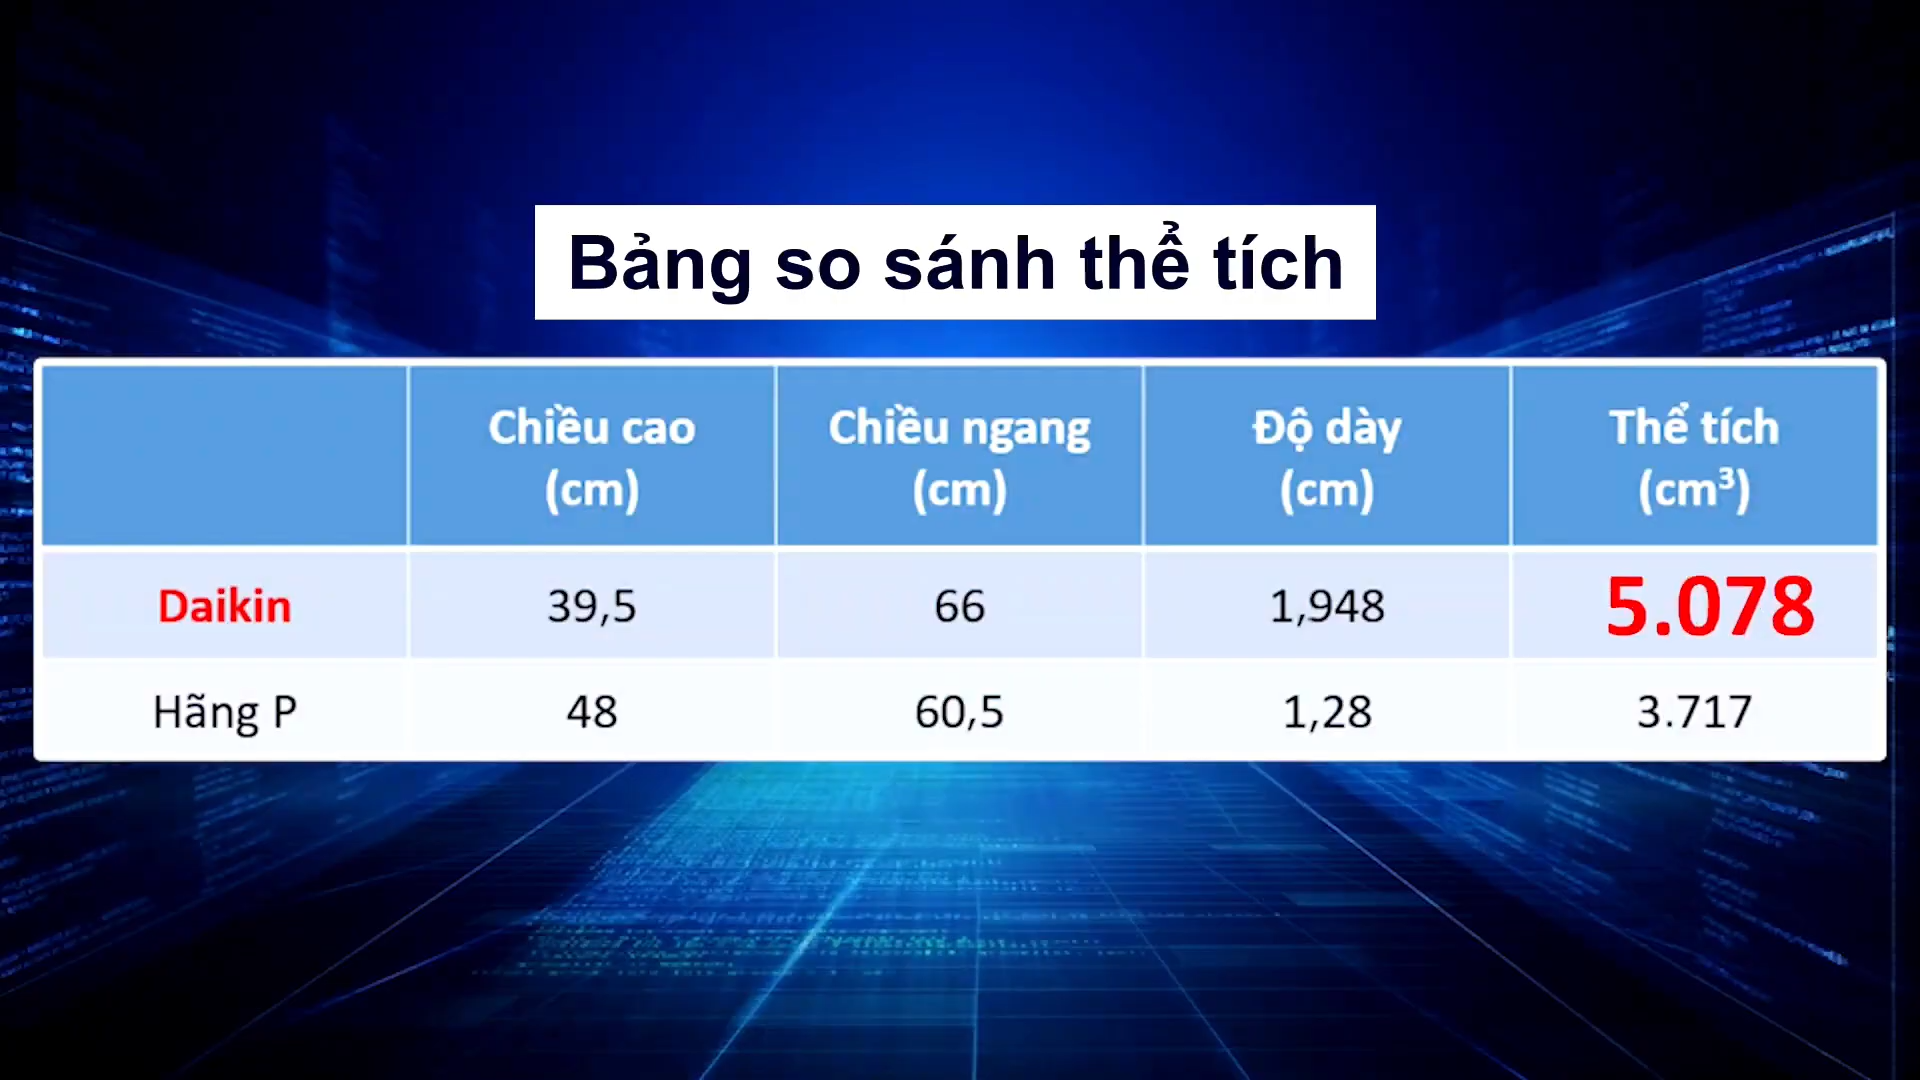 Bảng so sánh thể tích
Chiều cao
(cm)
Chiều ngang
(cm)
Độ dày
(cm)
Thể tích
(cm³)
Daikin 39,5 66 1,948 5.078
Hãng P 48 60,5 1,28 3.717